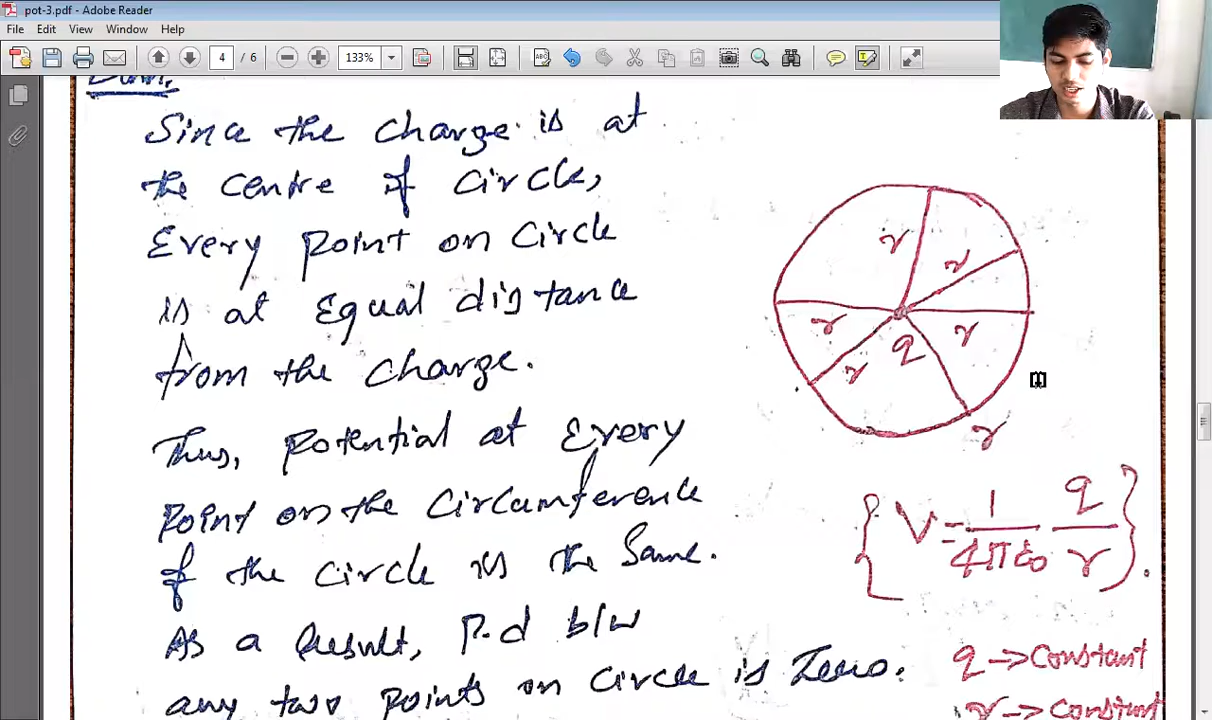 pot-3.pdf - Adobe Reader
File Edit View Window Help
4 / 6 133%
Since the charge is at
the centre of circle,
Every point on circle
is at Equal distance
from the charge.
Thus, potential at Every
point on the circumference
of the circle is the same.
As a Result, P.d b/w
any two points on circle is zero.
r
r
r
r
q
r
r
{V = 1/4πε0 q/r}.
q → constant
r → constant